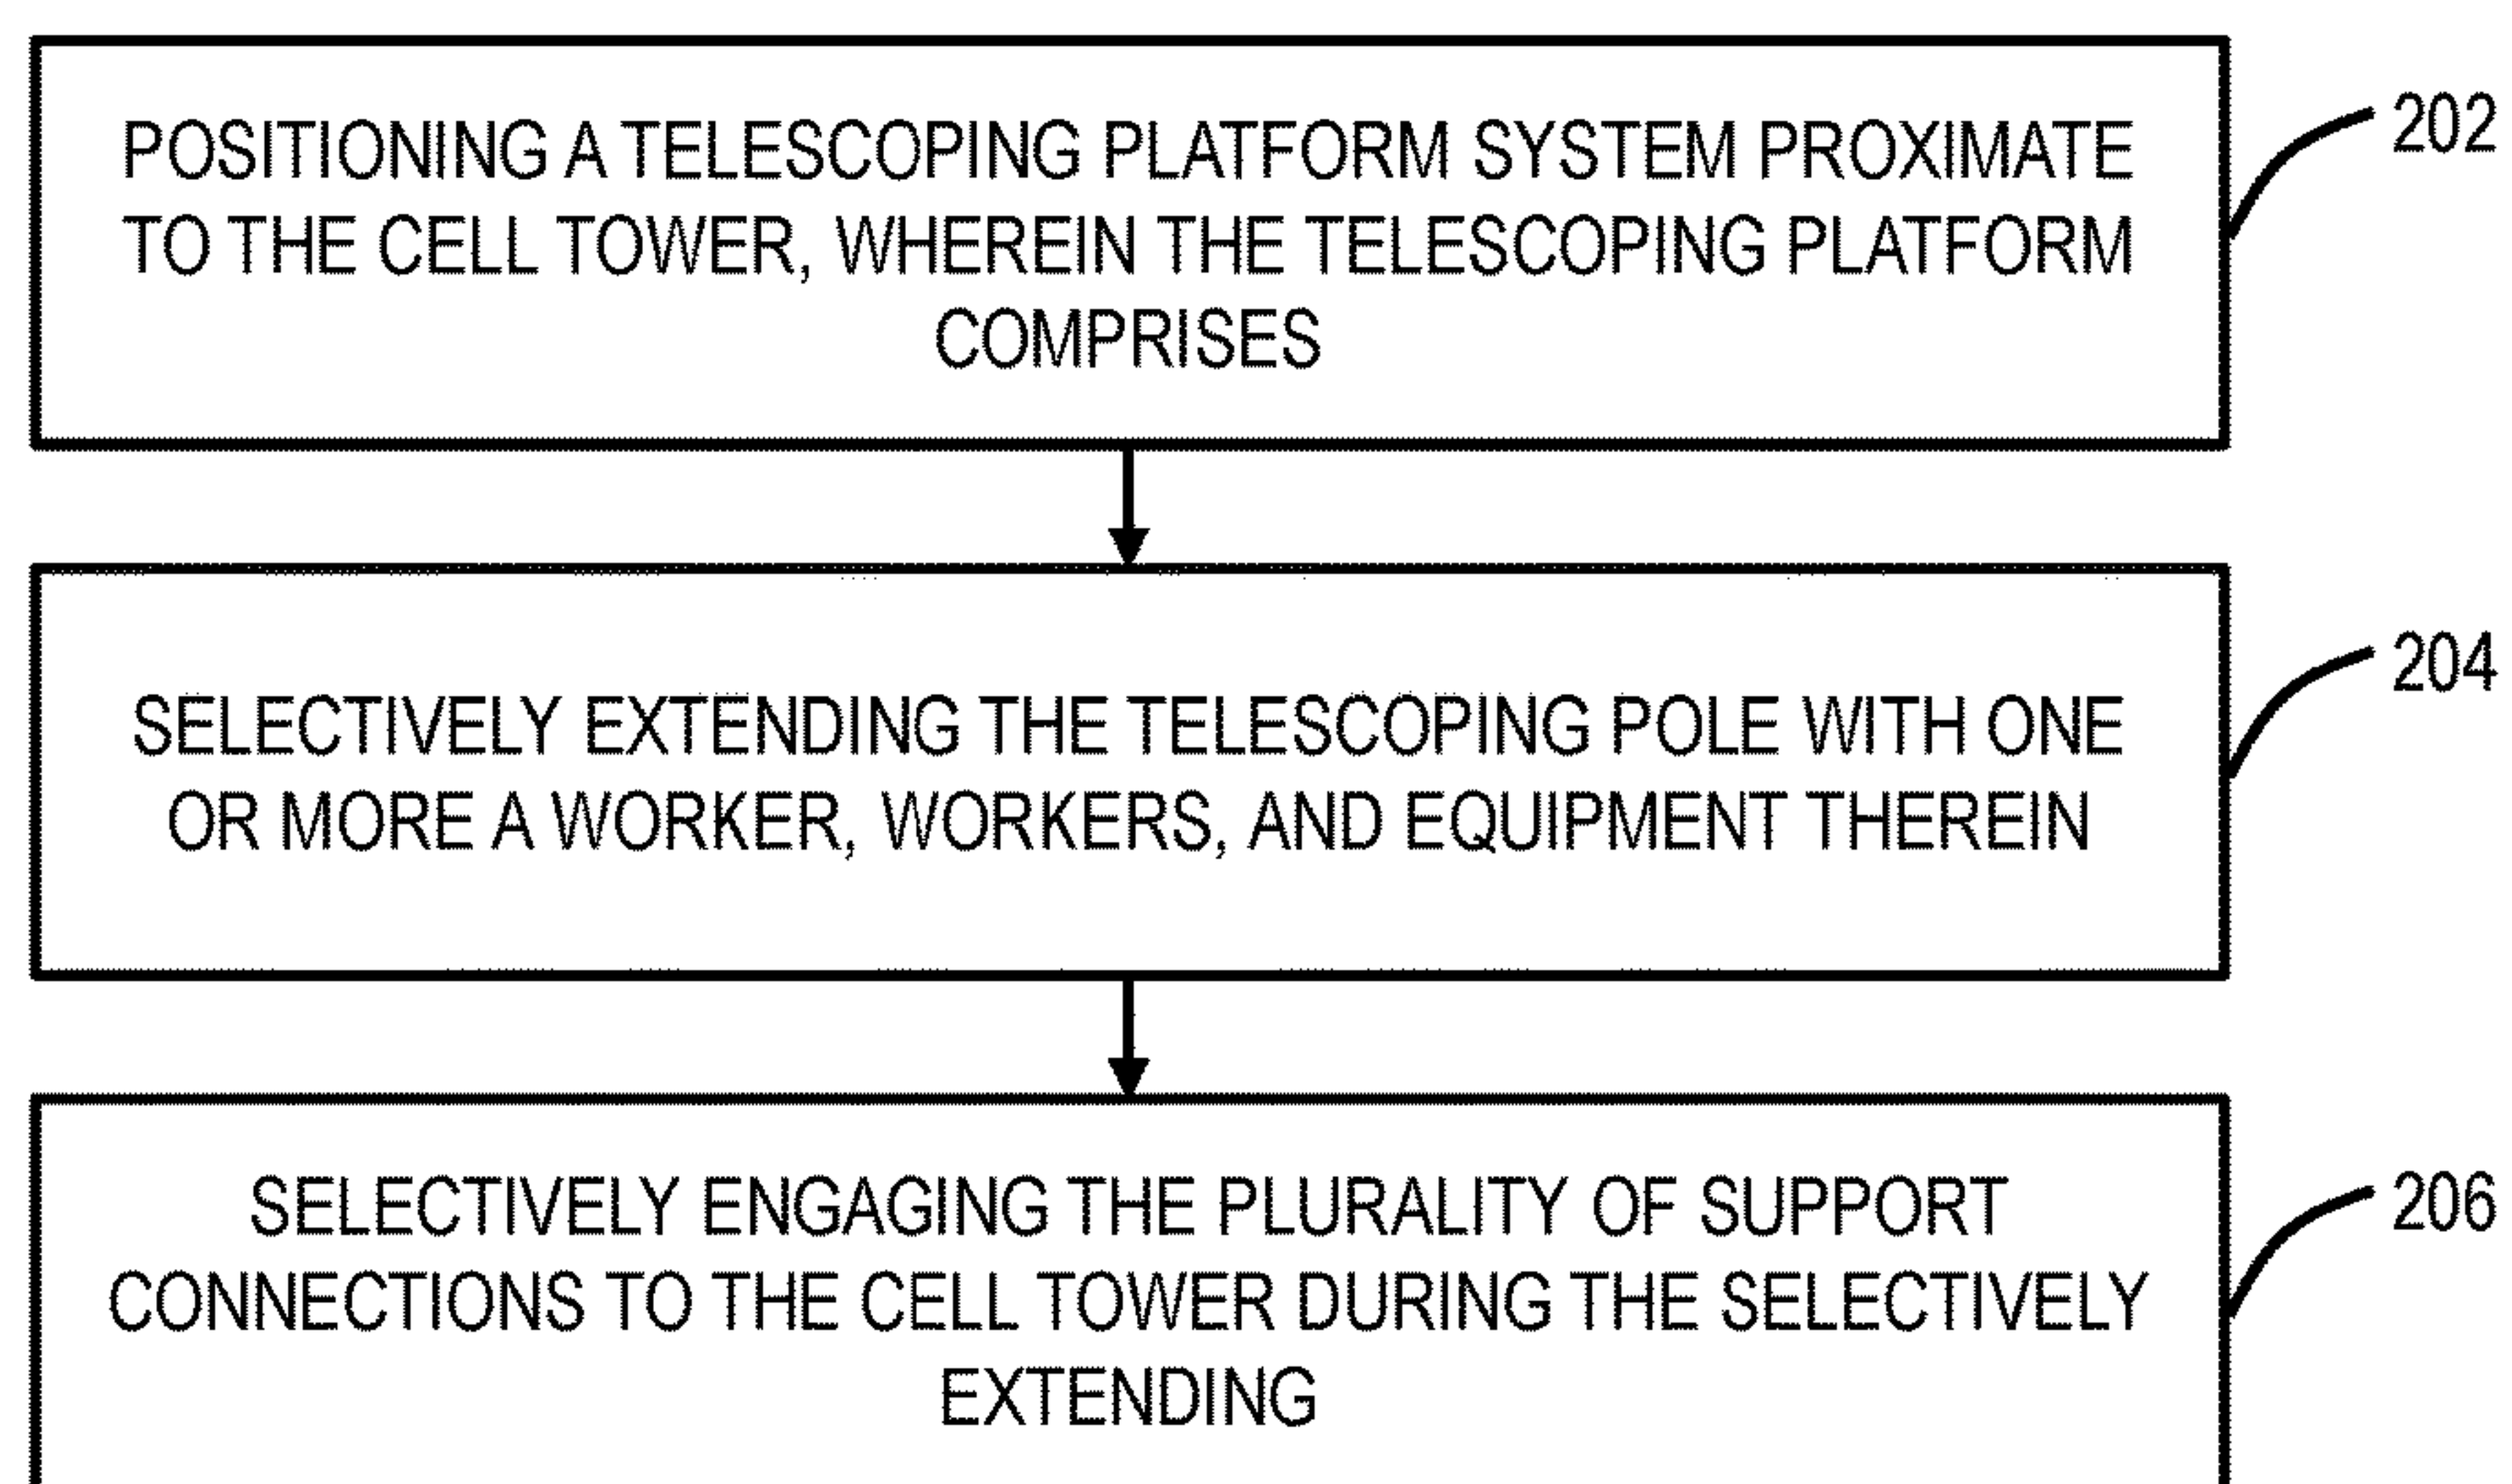 POSITIONING A TELESCOPING PLATFORM SYSTEM PROXIMATE
TO THE CELL TOWER, WHEREIN THE TELESCOPING PLATFORM
COMPRISES
202
SELECTIVELY EXTENDING THE TELESCOPING POLE WITH ONE
OR MORE A WORKER, WORKERS, AND EQUIPMENT THEREIN
204
SELECTIVELY ENGAGING THE PLURALITY OF SUPPORT
CONNECTIONS TO THE CELL TOWER DURING THE SELECTIVELY
EXTENDING
206